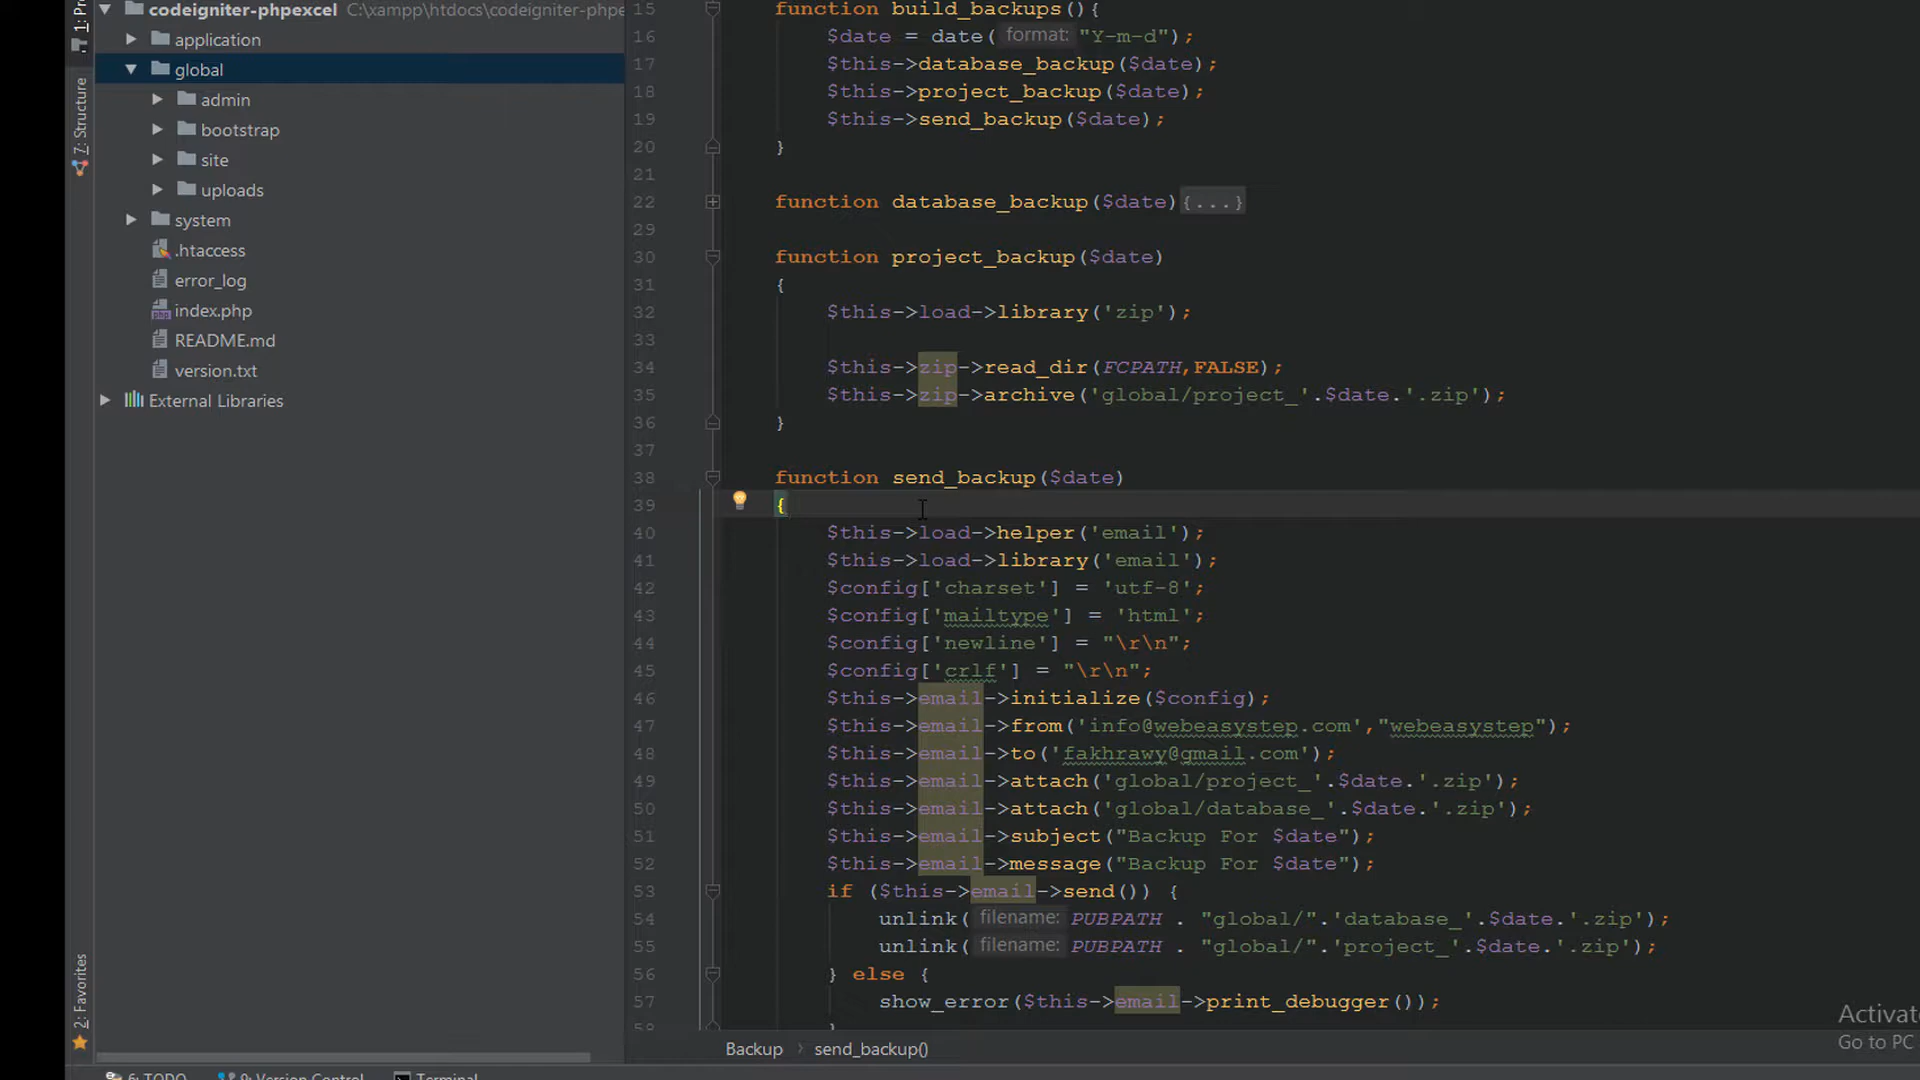 codeigniter-phpexcel C:\xampp\htdocs\codeigniter-phpe
application
global
admin
bootstrap
site
uploads
system
.htaccess
error_log
index.php
README.md
version.txt
External Libraries
7: Structure
2: Favorites
15 function build_backups(){
16 $date = date( format: "Y-m-d");
17 $this->database_backup($date);
18 $this->project_backup($date);
19 $this->send_backup($date);
20 }
21
22 function database_backup($date){...}
29
30 function project_backup($date)
31 {
32 $this->load->library('zip');
33
34 $this->zip->read_dir(FCPATH,FALSE);
35 $this->zip->archive('global/project_'.$date.'.zip');
36 }
37
38 function send_backup($date)
39 {
40 $this->load->helper('email');
41 $this->load->library('email');
42 $config['charset'] = 'utf-8';
43 $config['mailtype'] = 'html';
44 $config['newline'] = "\r\n";
45 $config['crlf'] = "\r\n";
46 $this->email->initialize($config);
47 $this->email->from('info@webeasystep.com',"webeasystep");
48 $this->email->to('fakhrawy@gmail.com');
49 $this->email->attach('global/project_'.$date.'.zip');
50 $this->email->attach('global/database_'.$date.'.zip');
51 $this->email->subject("Backup For $date");
52 $this->email->message("Backup For $date");
53 if ($this->email->send()) {
54 unlink( filename: PUBPATH . "global/".'database_'.$date.'.zip');
55 unlink( filename: PUBPATH . "global/".'project_'.$date.'.zip');
56 } else {
57 show_error($this->email->print_debugger());
58 }
Activat
Go to PC
Backup › send_backup()
6: TODO 9: Version Control Terminal